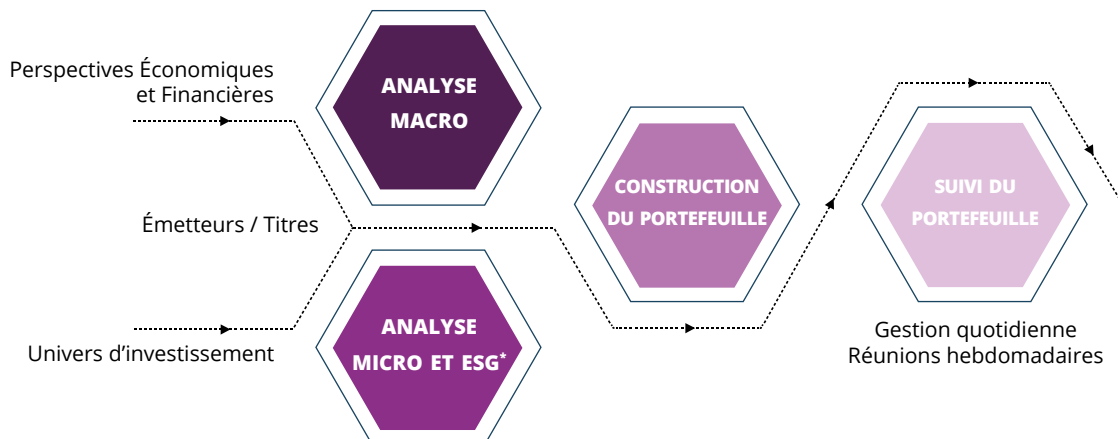 Perspectives Économiques
et Financières
ANALYSE
MACRO
Émetteurs / Titres
Univers d’investissement
ANALYSE
MICRO ET ESG*
CONSTRUCTION
DU PORTEFEUILLE
SUIVI DU
PORTEFEUILLE
Gestion quotidienne
Réunions hebdomadaires